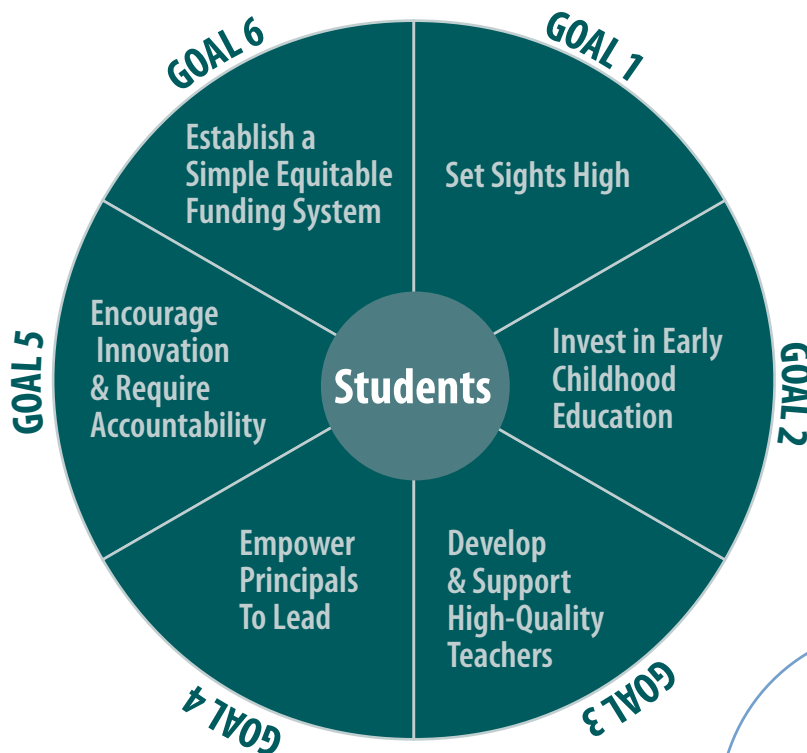 GOAL 1
Set Sights High
GOAL 2
Invest in Early
Childhood
Education
GOAL 3
Develop
& Support
High-Quality
Teachers
GOAL 4
Empower
Principals
To Lead
GOAL 5
Encourage
Innovation
& Require
Accountability
GOAL 6
Establish a
Simple Equitable
Funding System
Students